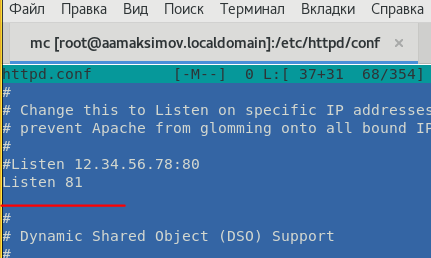 Файл Правка Вид Поиск Терминал Вкладки Справка
mc [root@aamaksimov.localdomain]:/etc/httpd/conf ×
httpd.conf [-M--] 0 L:[ 37+31 68/354]
#
# Change this to Listen on specific IP addresses
# prevent Apache from glomming onto all bound IP
#
#Listen 12.34.56.78:80
Listen 81
#
# Dynamic Shared Object (DSO) Support
#